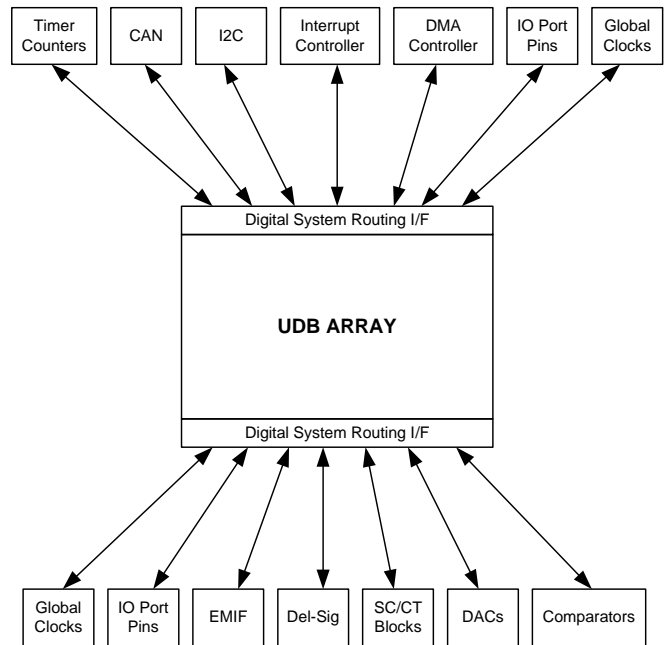 Timer
Counters
CAN
I2C
Interrupt
Controller
DMA
Controller
IO Port
Pins
Global
Clocks
Digital System Routing I/F
UDB ARRAY
Digital System Routing I/F
Global
Clocks
IO Port
Pins
EMIF
Del-Sig
SC/CT
Blocks
DACs
Comparators